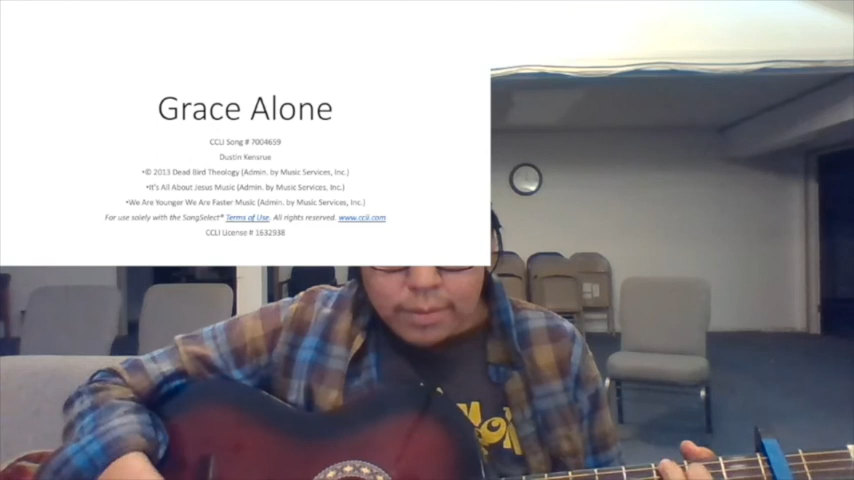 Grace Alone
CCLI Song # 7004659
Dustin Kensrue
•© 2013 Dead Bird Theology (Admin. by Music Services, Inc.)
•It's All About Jesus Music (Admin. by Music Services, Inc.)
•We Are Younger We Are Faster Music (Admin. by Music Services, Inc.)
For use solely with the SongSelect® Terms of Use. All rights reserved. www.ccli.com
CCLI License # 1632938